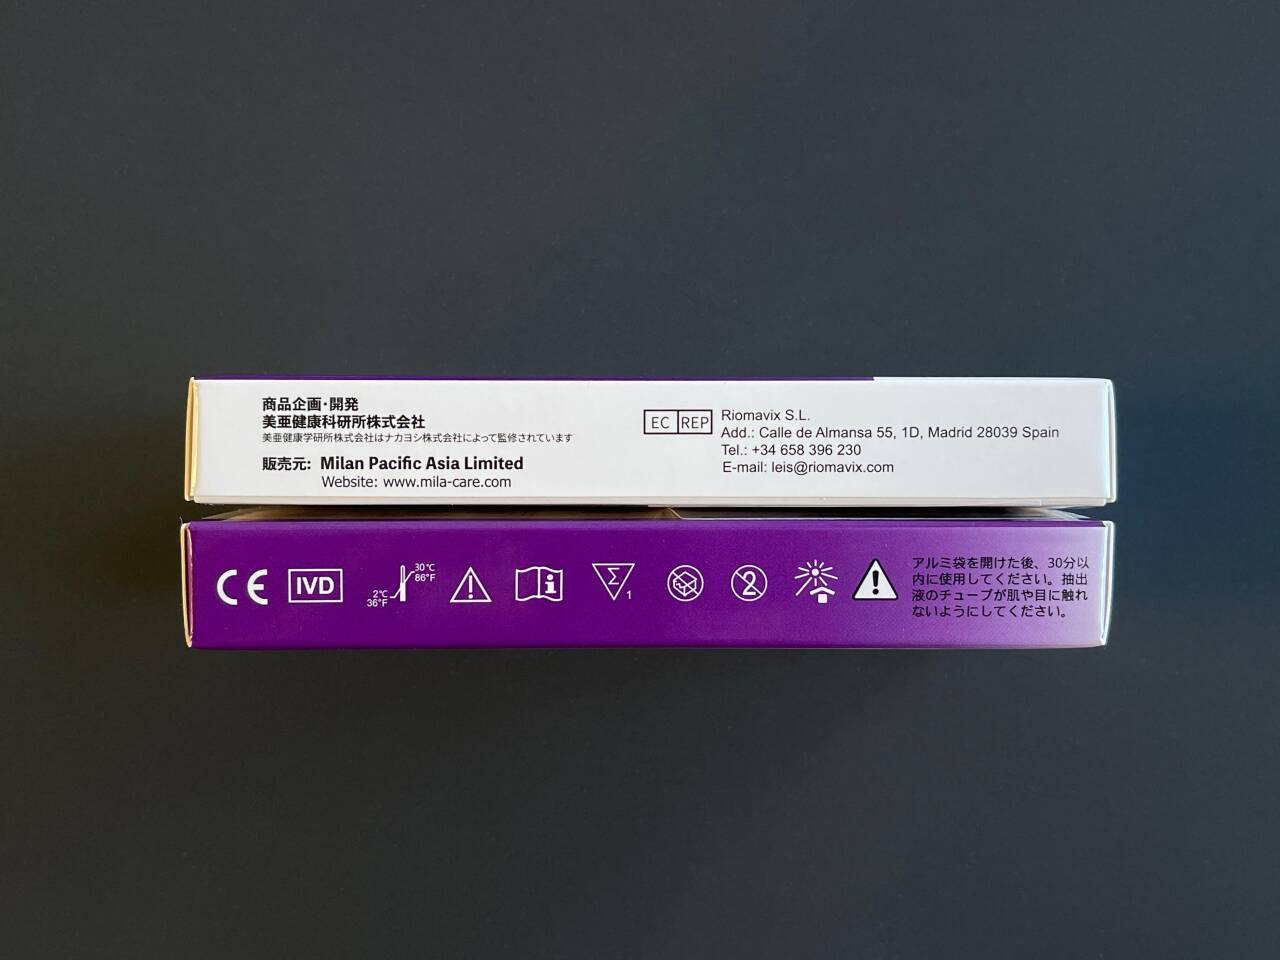 商品企画・開発
美亜健康科研所株式会社
美亜健康学研所株式会社はナカヨシ株式会社によって監修されています
販売元: Milan Pacific Asia Limited
Website: www.mila-care.com
EC REP
Riomavix S.L.
Add.: Calle de Almansa 55, 1D, Madrid 28039 Spain
Tel.: +34 658 396 230
E-mail: leis@riomavix.com
CE
IVD
30℃
86°F
2℃
36°F
i
Σ
1
2
アルミ袋を開けた後、30分以
内に使用してください。抽出
液のチューブが肌や目に触れ
ないようにしてください。